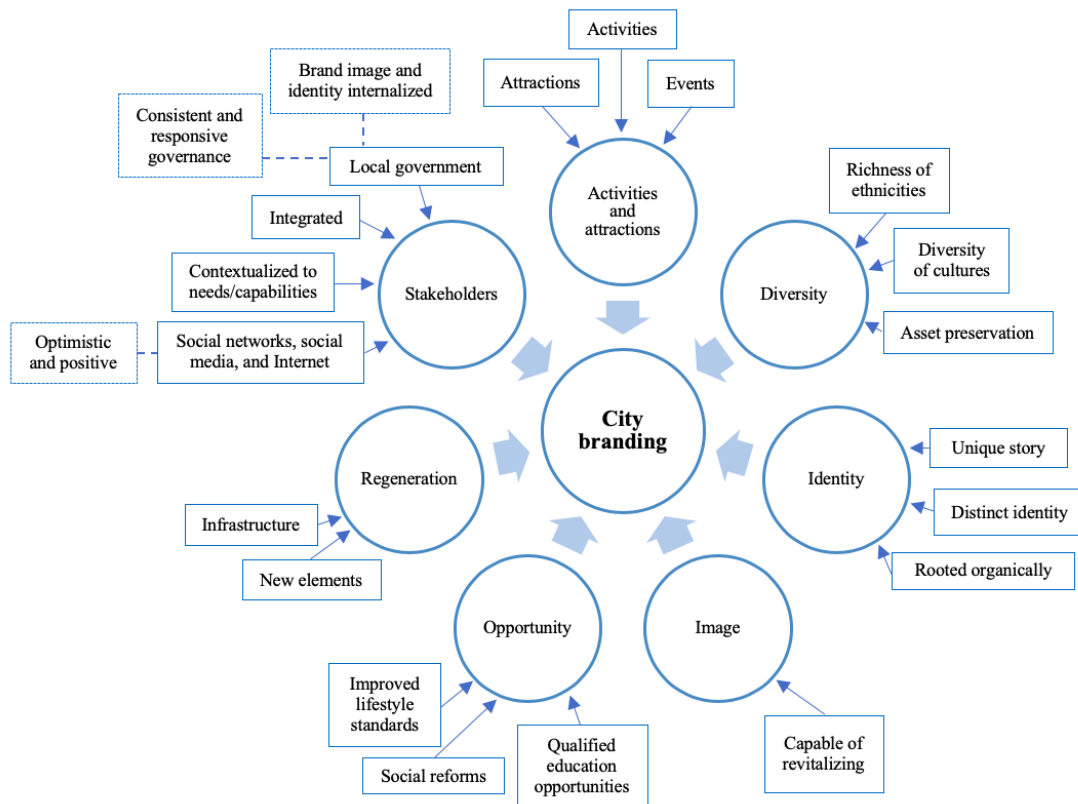 Activities
Brand image and
identity internalized
Attractions
Events
Consistent and
responsive
governance
Local government
Activities
and
attractions
Richness of
ethnicities
Integrated
Diversity
of cultures
Contextualized to
needs/capabilities
Stakeholders
Diversity
Optimistic
and positive
Social networks, social
media, and Internet
Asset preservation
City
branding
Unique story
Regeneration
Identity
Infrastructure
Distinct identity
New elements
Rooted organically
Opportunity
Image
Improved
lifestyle
standards
Social reforms
Qualified
education
opportunities
Capable of
revitalizing